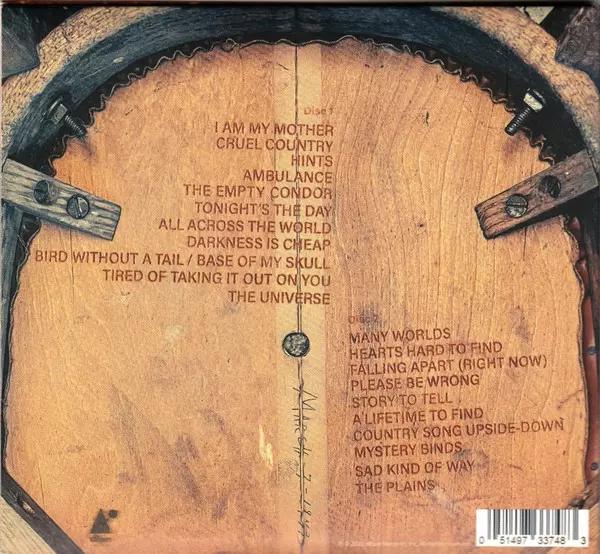 Disc 1
I AM MY MOTHER
CRUEL COUNTRY
HINTS
AMBULANCE
THE EMPTY CONDOR
TONIGHT'S THE DAY
ALL ACROSS THE WORLD
DARKNESS IS CHEAP
BIRD WITHOUT A TAIL / BASE OF MY SKULL
TIRED OF TAKING IT OUT ON YOU
THE UNIVERSE
Disc 2
MANY WORLDS
HEARTS HARD TO FIND
FALLING APART (RIGHT NOW)
PLEASE BE WRONG
STORY TO TELL
A LIFETIME TO FIND
COUNTRY SONG UPSIDE-DOWN
MYSTERY BINDS
SAD KIND OF WAY
THE PLAINS
0 51497 33748 3